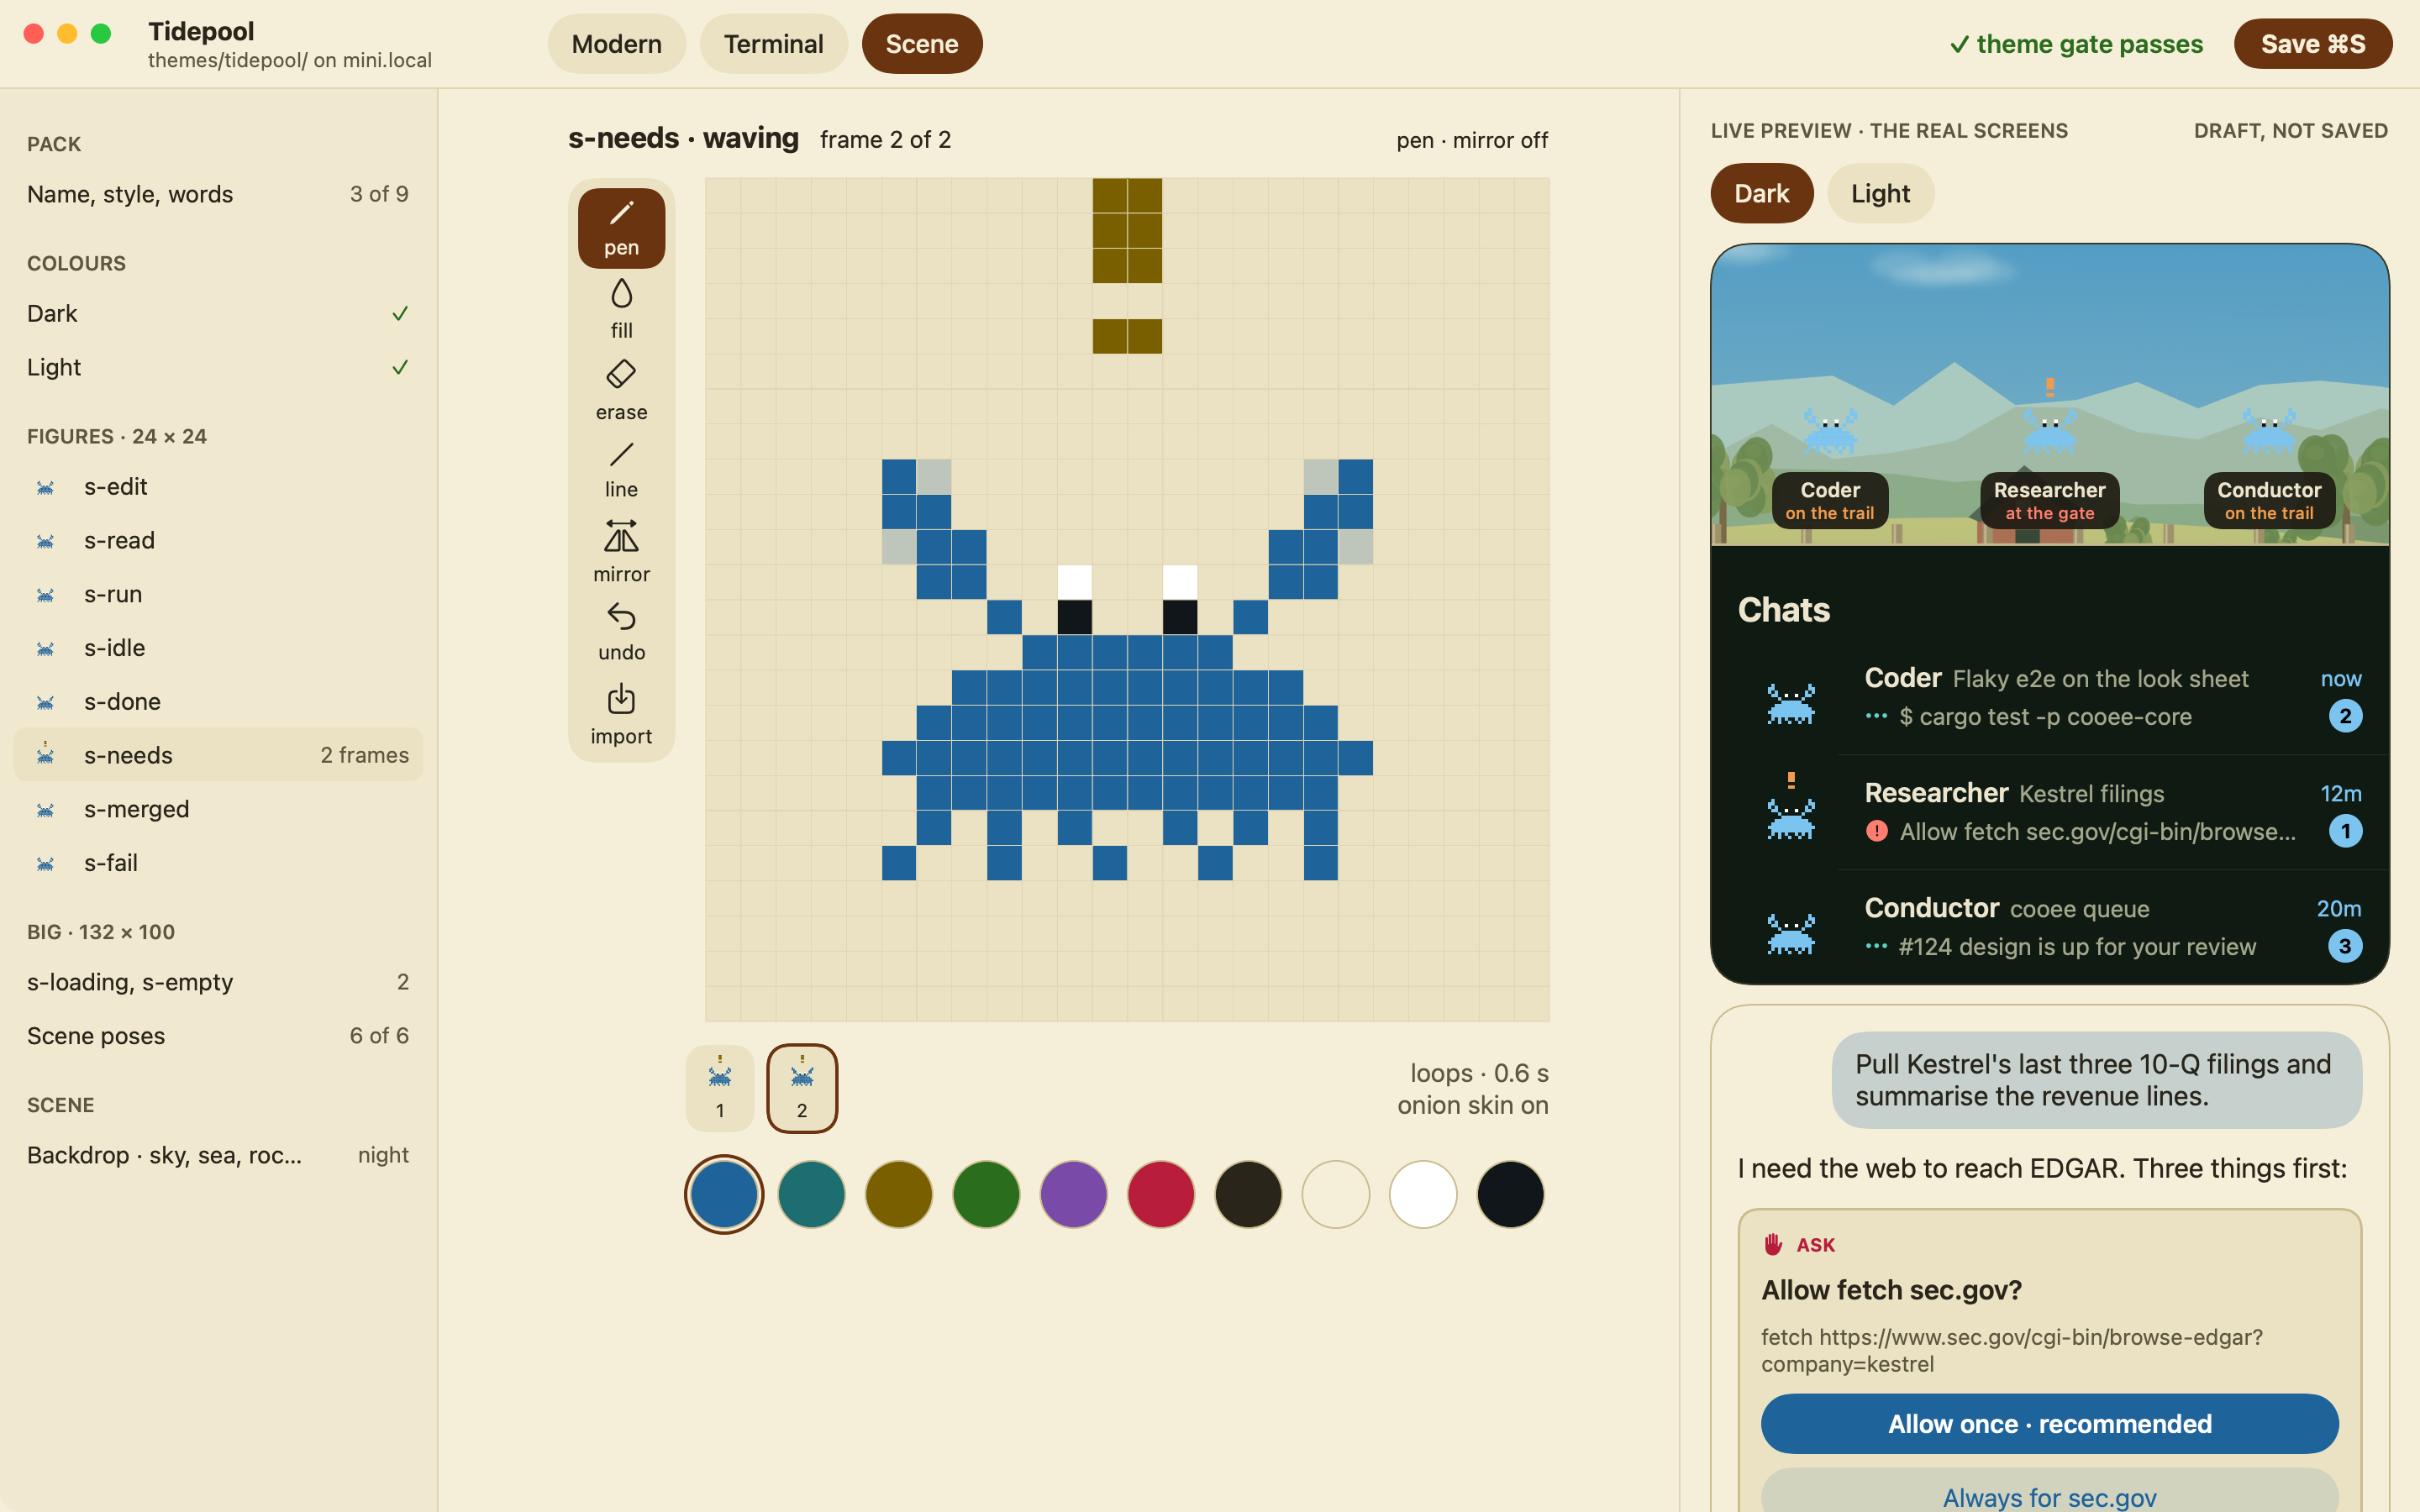 Tidepool
themes/tidepool/ on mini.local
Modern
Terminal
Scene
✓ theme gate passes
Save ⌘S
PACK
Name, style, words 3 of 9
COLOURS
Dark ✓
Light ✓
FIGURES · 24 × 24
s-edit
s-read
s-run
s-idle
s-done
s-needs 2 frames
s-merged
s-fail
BIG · 132 × 100
s-loading, s-empty 2
Scene poses 6 of 6
SCENE
Backdrop · sky, sea, roc... night
s-needs · waving frame 2 of 2
pen · mirror off
pen
fill
erase
line
mirror
undo
import
1
2
loops · 0.6 s
onion skin on
LIVE PREVIEW · THE REAL SCREENS
DRAFT, NOT SAVED
Dark
Light
Coder
on the trail
Researcher
at the gate
Conductor
on the trail
Chats
Coder Flaky e2e on the look sheet now
··· $ cargo test -p cooee-core 2
Researcher Kestrel filings 12m
! Allow fetch sec.gov/cgi-bin/browse... 1
Conductor cooee queue 20m
··· #124 design is up for your review 3
Pull Kestrel's last three 10-Q filings and
summarise the revenue lines.
I need the web to reach EDGAR. Three things first:
ASK
Allow fetch sec.gov?
fetch https://www.sec.gov/cgi-bin/browse-edgar?
company=kestrel
Allow once · recommended
Always for sec.gov